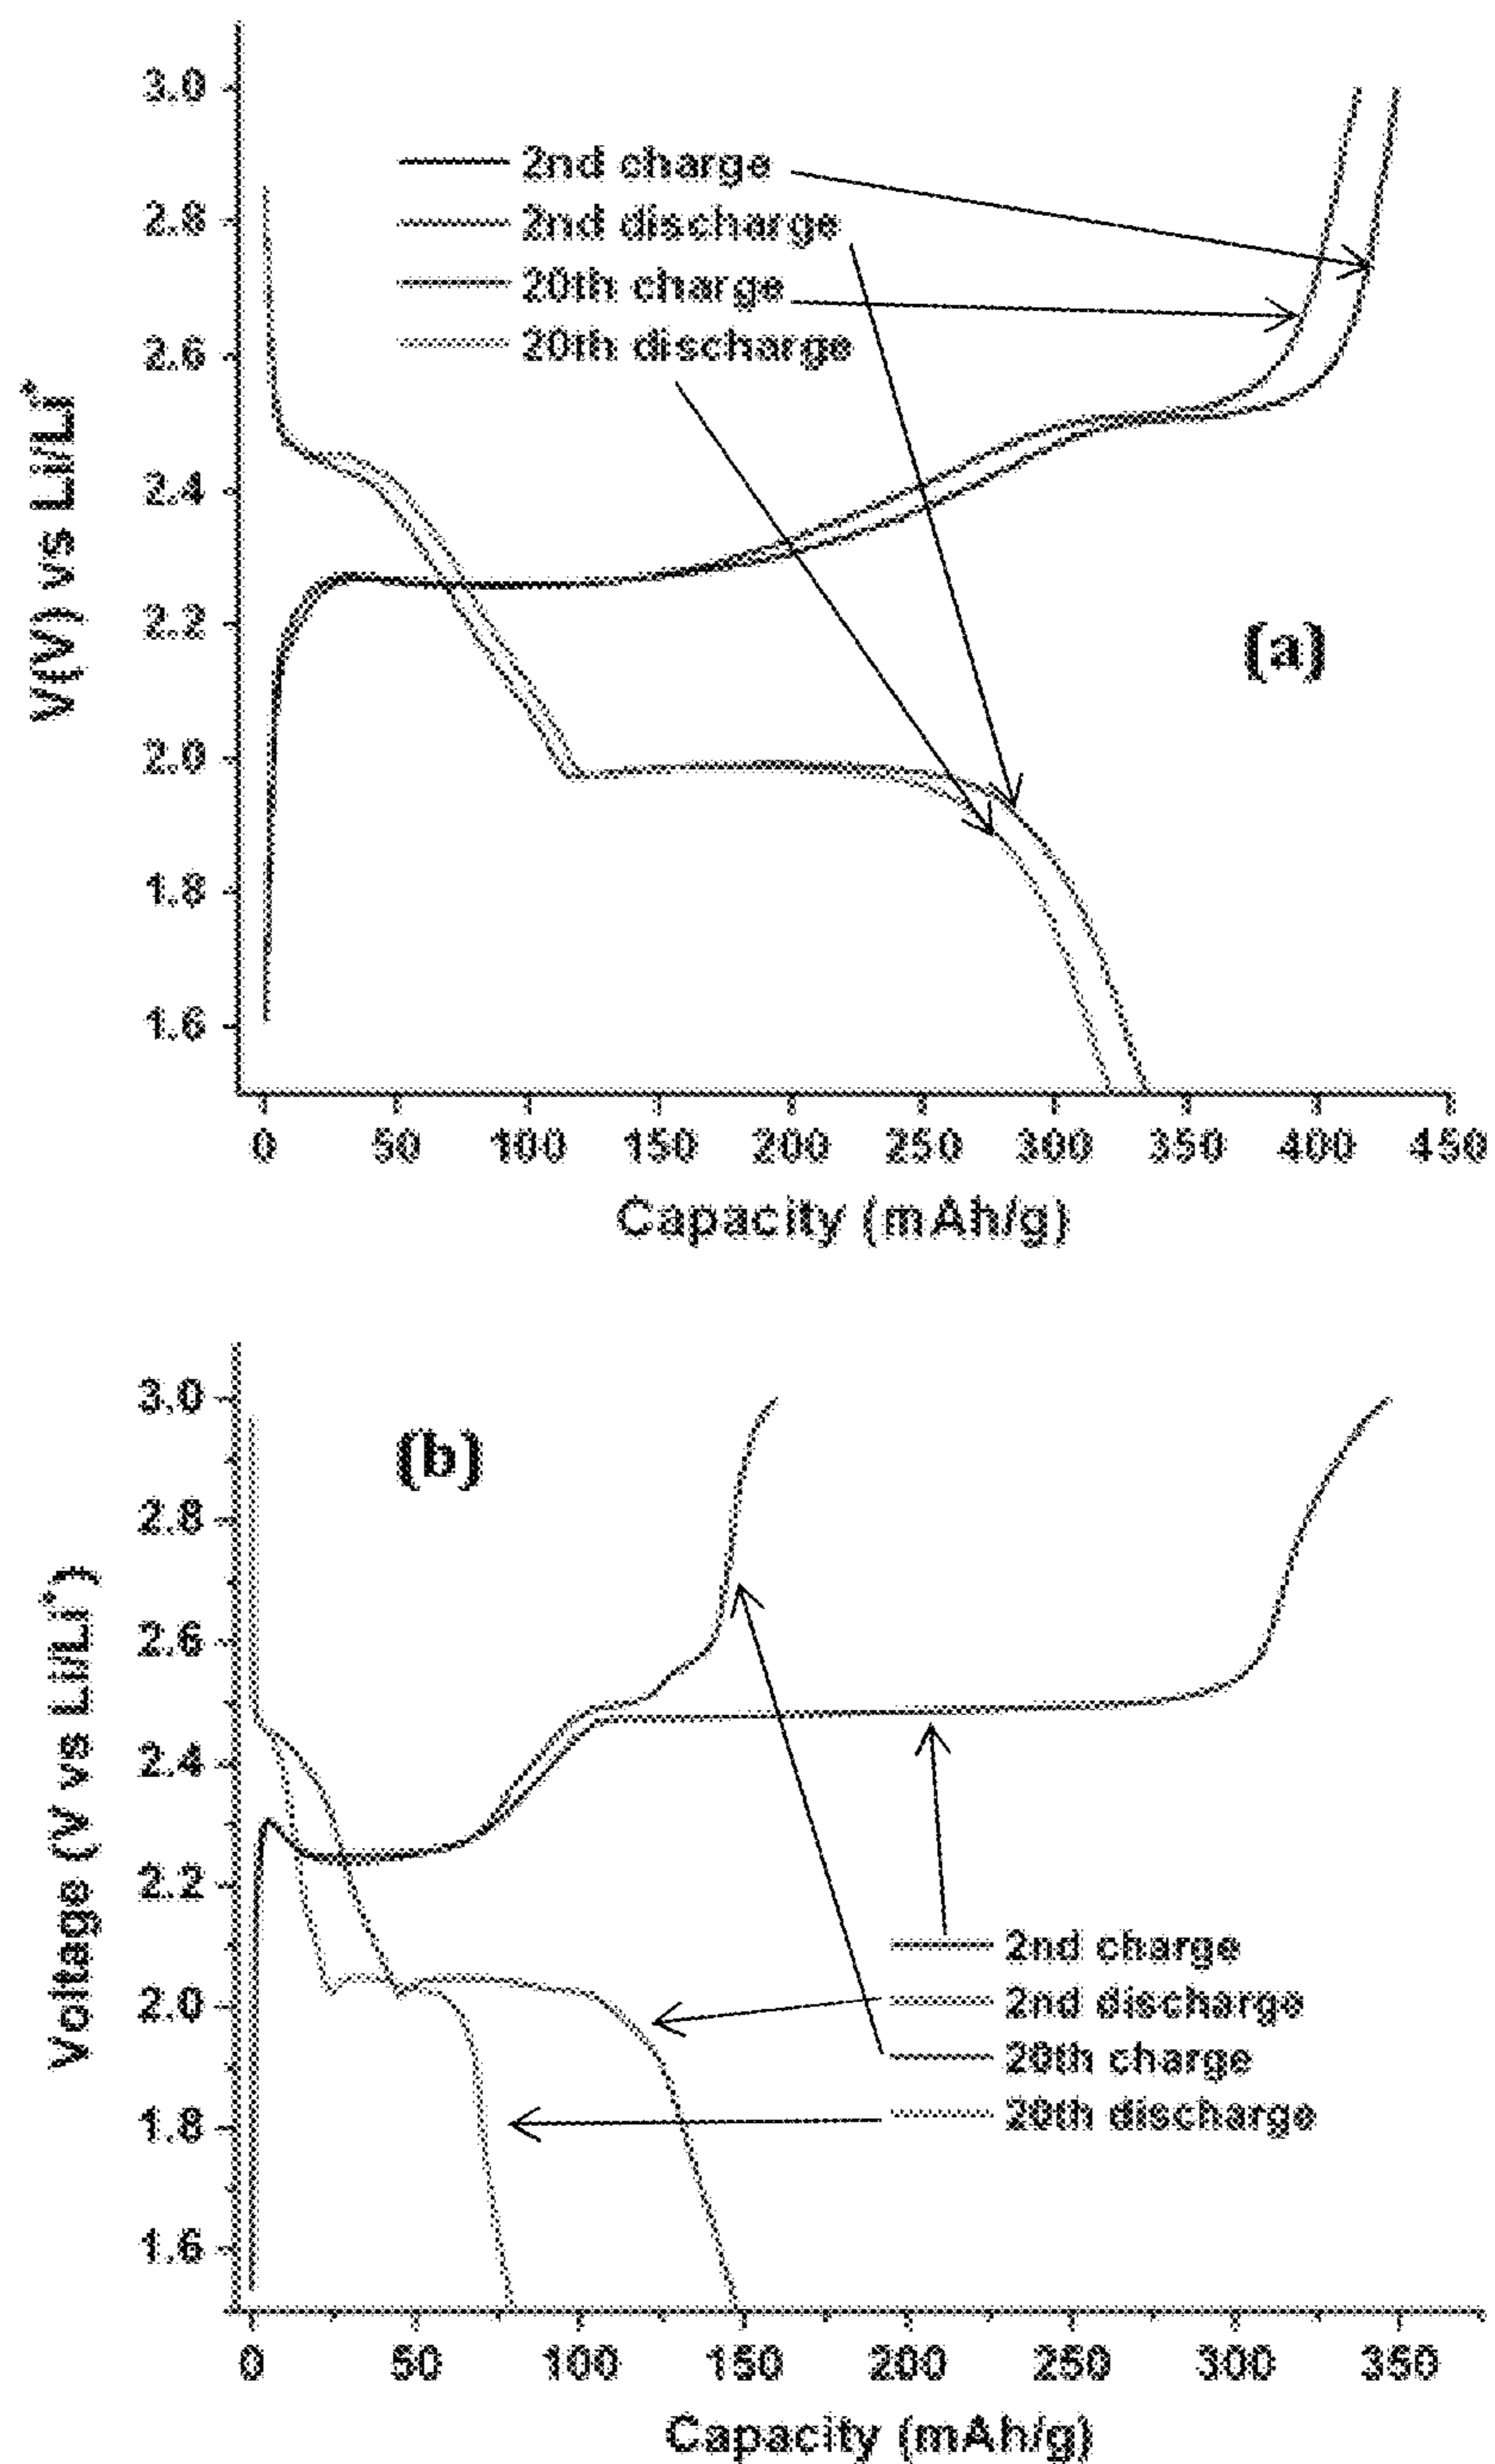 3.0
2.8
2.6
2.4
2.2
2.0
1.8
1.6
V(V) vs Li/Li⁺
2nd charge
2nd discharge
20th charge
20th discharge
(a)
0 50 100 150 200 250 300 350 400 450
Capacity (mAh/g)
3.0
2.8
2.6
2.4
2.2
2.0
1.8
1.6
Voltage (V vs Li/Li⁺)
(b)
2nd charge
2nd discharge
20th charge
20th discharge
0 50 100 150 200 250 300 350
Capacity (mAh/g)